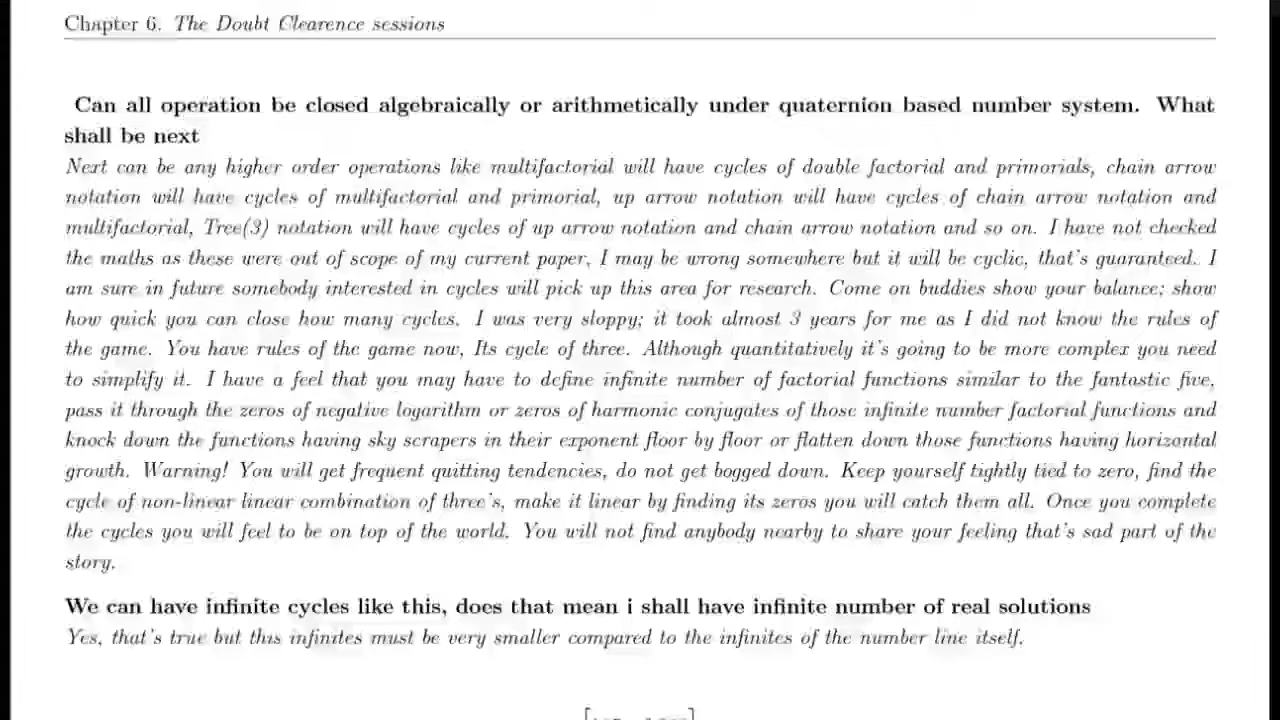 Chapter 6. The Doubt Clearence sessions
Can all operation be closed algebraically or arithmetically under quaternion based number system. What
shall be next
Next can be any higher order operations like multifactorial will have cycles of double factorial and primorials, chain arrow
notation will have cycles of multifactorial and primorial, up arrow notation will have cycles of chain arrow notation and
multifactorial, Tree(3) notation will have cycles of up arrow notation and chain arrow notation and so on. I have not checked
the maths as these were out of scope of my current paper, I may be wrong somewhere but it will be cyclic, that's guaranteed. I
am sure in future somebody interested in cycles will pick up this area for research. Come on buddies show your balance; show
how quick you can close how many cycles. I was very sloppy; it took almost 3 years for me as I did not know the rules of
the game. You have rules of the game now, Its cycle of three. Although quantitatively it's going to be more complex you need
to simplify it. I have a feel that you may have to define infinite number of factorial functions similar to the fantastic five,
pass it through the zeros of negative logarithm or zeros of harmonic conjugates of those infinite number factorial functions and
knock down the functions having sky scrapers in their exponent floor by floor or flatten down those functions having horizontal
growth. Warning! You will get frequent quitting tendencies, do not get bogged down. Keep yourself tightly tied to zero, find the
cycle of non-linear linear combination of three's, make it linear by finding its zeros you will catch them all. Once you complete
the cycles you will feel to be on top of the world. You will not find anybody nearby to share your feeling that's sad part of the
story.
We can have infinite cycles like this, does that mean i shall have infinite number of real solutions
Yes, that's true but this infinites must be very smaller compared to the infinites of the number line itself.